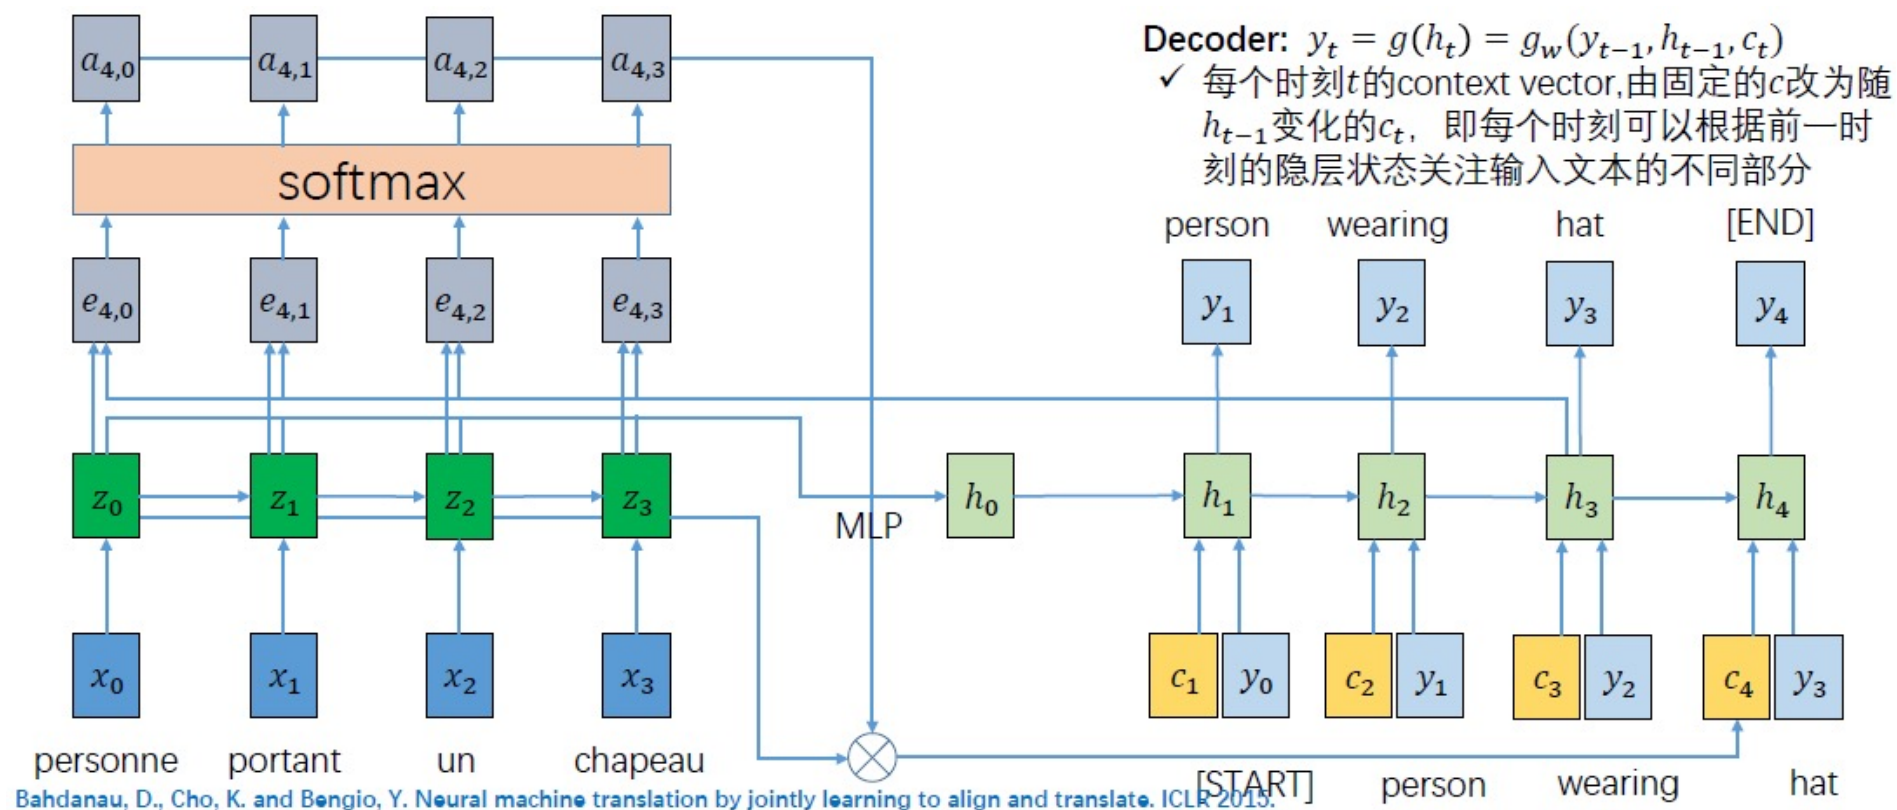 Decoder: $y_t = g(h_t) = g_w(y_{t-1}, h_{t-1}, c_t)$
✓ 每个时刻$t$的context vector,由固定的$c$改为随
$h_{t-1}$变化的$c_t$，即每个时刻可以根据前一时
刻的隐层状态关注输入文本的不同部分
$a_{4,0}$ $a_{4,1}$ $a_{4,2}$ $a_{4,3}$
softmax
person wearing hat [END]
$e_{4,0}$ $e_{4,1}$ $e_{4,2}$ $e_{4,3}$ $y_1$ $y_2$ $y_3$ $y_4$
$z_0$ $z_1$ $z_2$ $z_3$ $h_0$ $h_1$ $h_2$ $h_3$ $h_4$
MLP
$x_0$ $x_1$ $x_2$ $x_3$ $c_1$ $y_0$ $c_2$ $y_1$ $c_3$ $y_2$ $c_4$ $y_3$
personne portant un chapeau
[START] person wearing hat
Bahdanau, D., Cho, K. and Bengio, Y. Neural machine translation by jointly learning to align and translate. ICLR 2015.